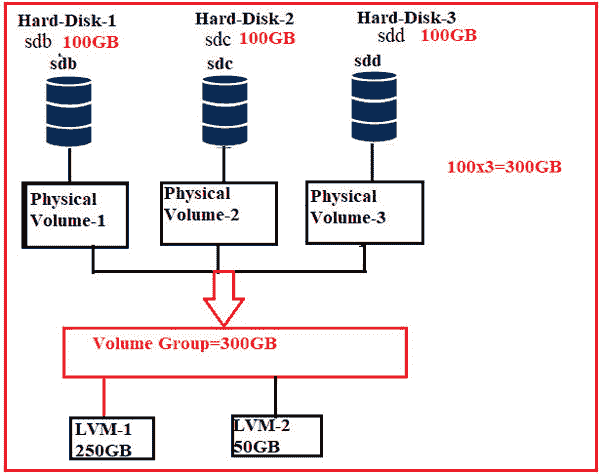 Hard-Disk-1
Hard-Disk-2
Hard-Disk-3
sdb 100GB
sdc 100GB
sdd 100GB
sdb
sdc
sdd
100x3=300GB
Physical
Volume-1
Physical
Volume-2
Physical
Volume-3
Volume Group=300GB
LVM-1
250GB
LVM-2
50GB